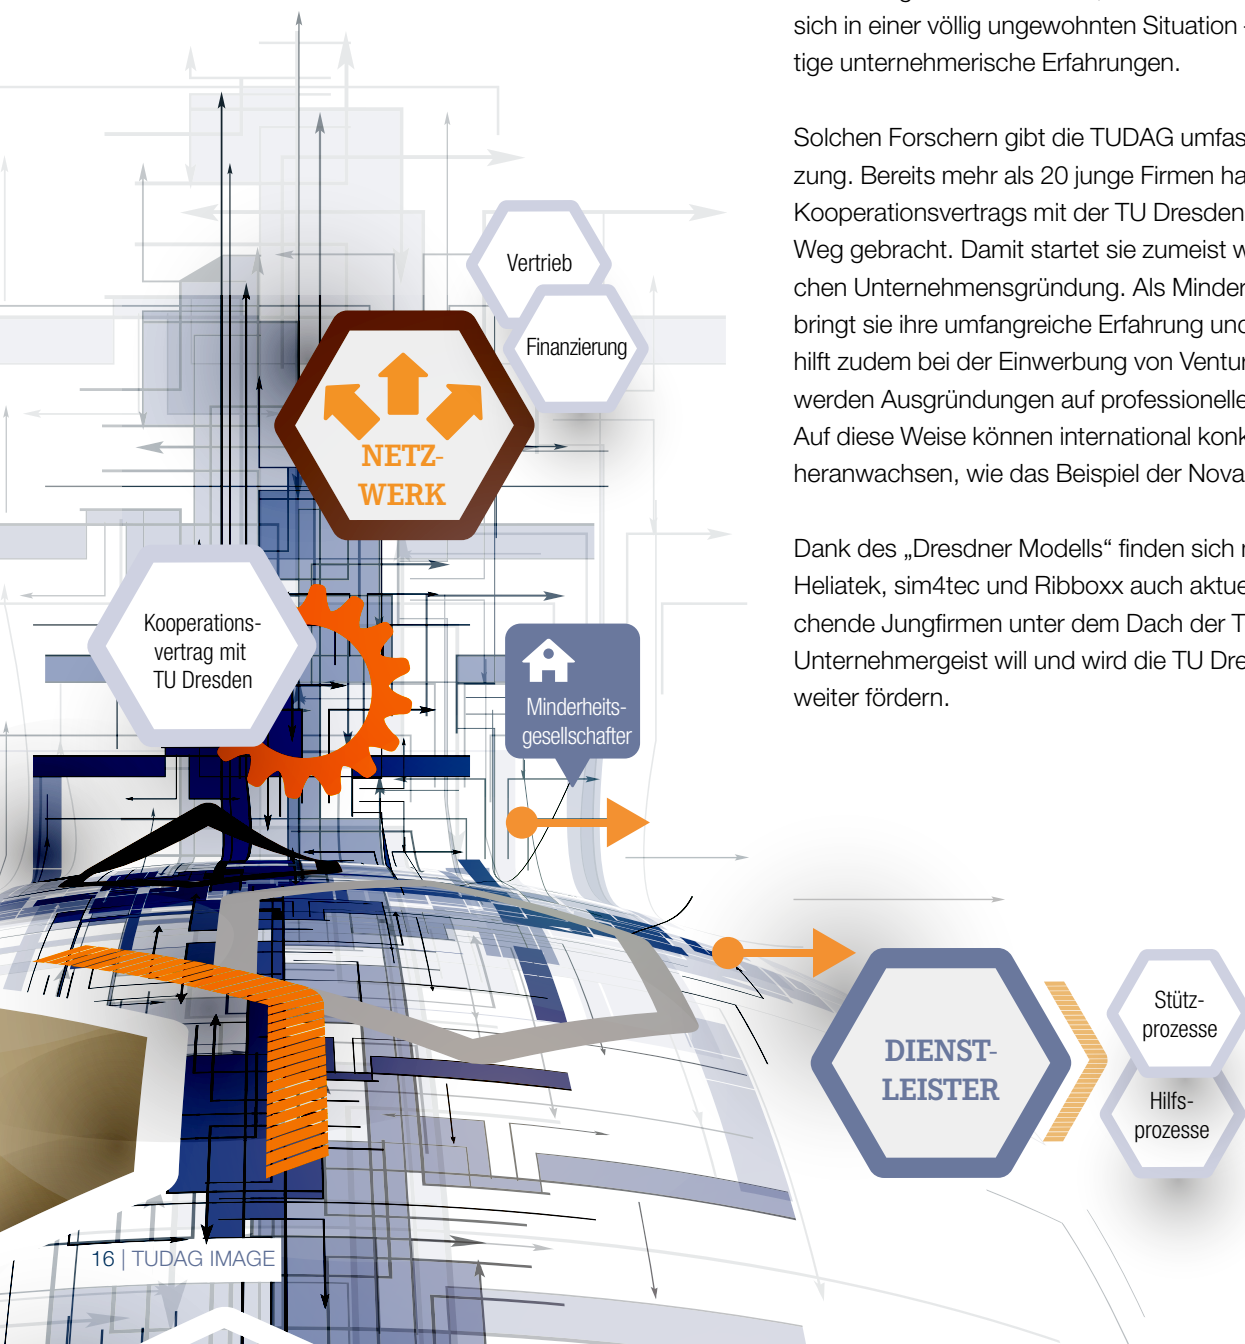 sich in einer völlig ungewohnten Situation
tige unternehmerische Erfahrungen.
Solchen Forschern gibt die TUDAG umfas
zung. Bereits mehr als 20 junge Firmen ha
Kooperationsvertrags mit der TU Dresden
Weg gebracht. Damit startet sie zumeist w
chen Unternehmensgründung. Als Minder
bringt sie ihre umfangreiche Erfahrung und
hilft zudem bei der Einwerbung von Ventur
werden Ausgründungen auf professionelle
Auf diese Weise können international konk
heranwachsen, wie das Beispiel der Nova
Dank des „Dresdner Modells“ finden sich
Heliatek, sim4tec und Ribboxx auch aktue
chende Jungfirmen unter dem Dach der T
Unternehmergeist will und wird die TU Dre
weiter fördern.
Vertrieb
Finanzierung
NETZ-
WERK
Kooperations-
vertrag mit
TU Dresden
Minderheits-
gesellschafter
DIENST-
LEISTER
Stütz-
prozesse
Hilfs-
prozesse
16 | TUDAG IMAGE